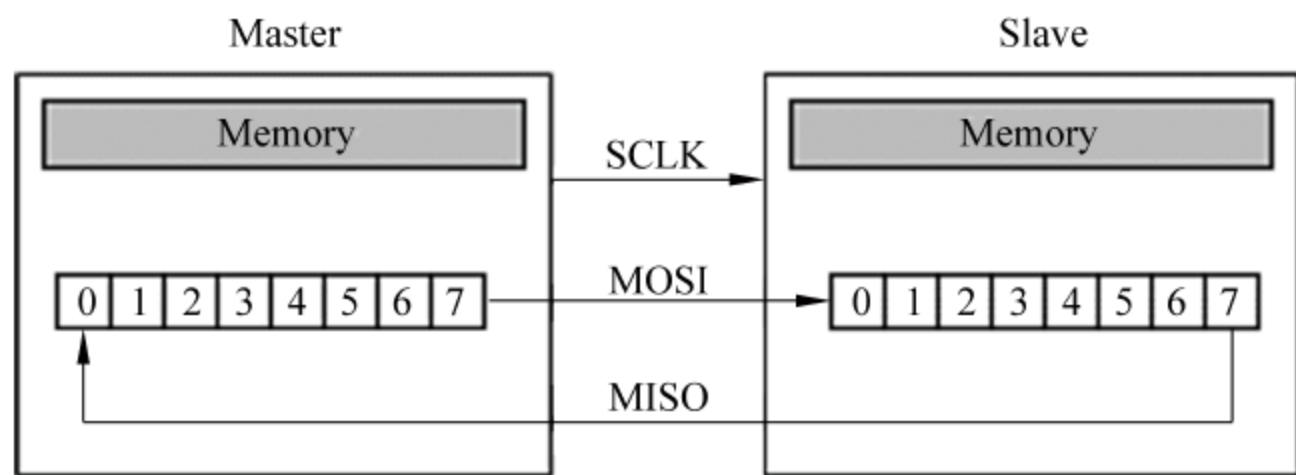 Master Slave
Memory Memory
SCLK
0 1 2 3 4 5 6 7 MOSI 0 1 2 3 4 5 6 7
MISO